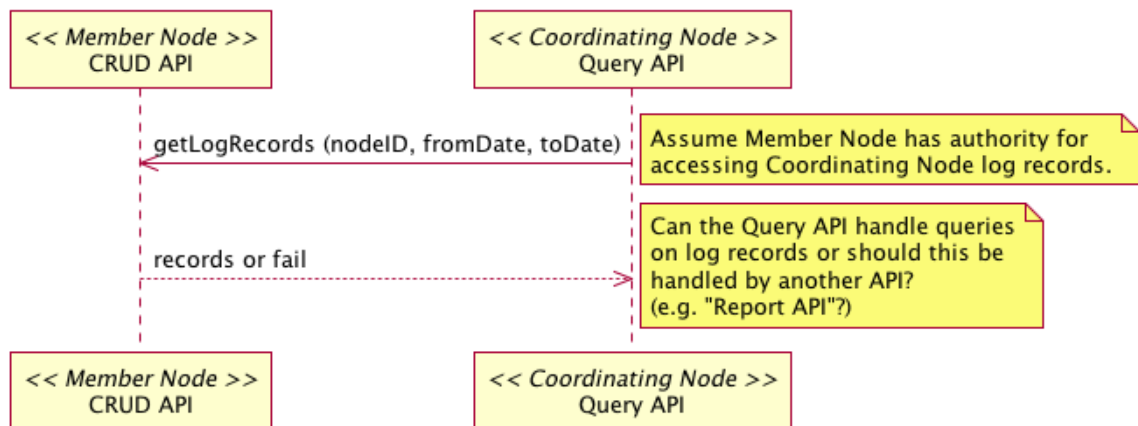 << Member Node >>
CRUD API
<< Coordinating Node >>
Query API
getLogRecords (nodeID, fromDate, toDate)
Assume Member Node has authority for
accessing Coordinating Node log records.
records or fail
Can the Query API handle queries
on log records or should this be
handled by another API?
(e.g. "Report API"?)
<< Member Node >>
CRUD API
<< Coordinating Node >>
Query API